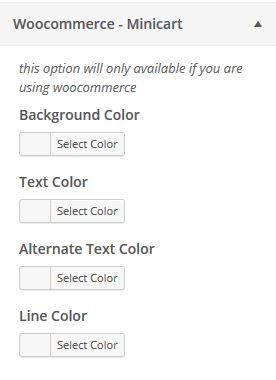 Woocommerce - Minicart
this option will only available if you are
using woocommerce
Background Color
Select Color
Text Color
Select Color
Alternate Text Color
Select Color
Line Color
Select Color